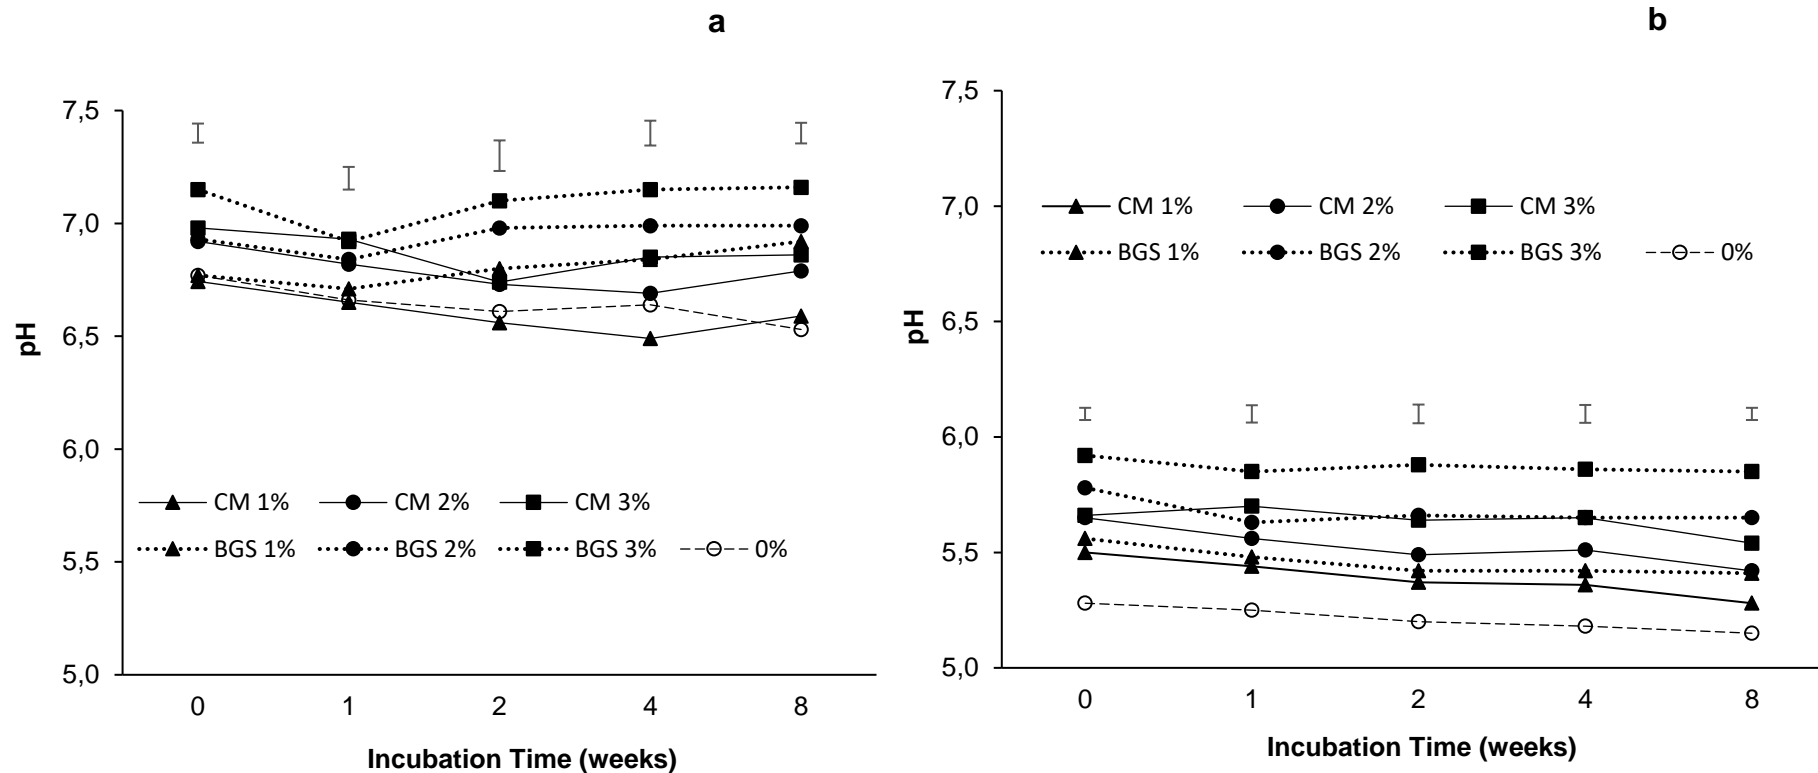 a
7,5
7,0
6,5
6,0
5,5
5,0
pH
CM 1% CM 2% CM 3%
BGS 1% BGS 2% BGS 3% 0%
0 1 2 4 8
Incubation Time (weeks)
b
7,5
7,0
6,5
6,0
5,5
5,0
pH
CM 1% CM 2% CM 3%
BGS 1% BGS 2% BGS 3% 0%
0 1 2 4 8
Incubation Time (weeks)